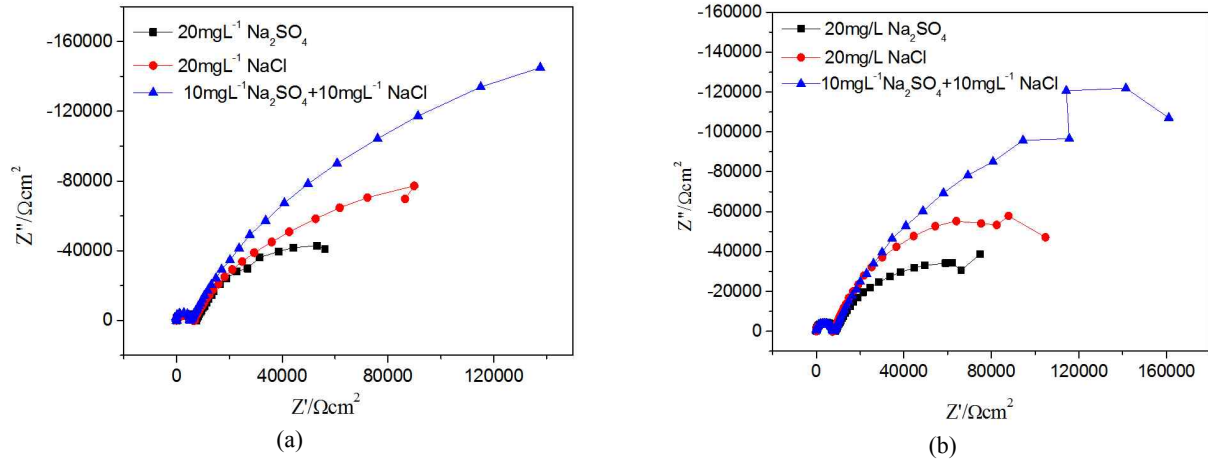 -160000
-120000
-80000
-40000
0
Z''/Ωcm²
20mgL⁻¹ Na₂SO₄
20mgL⁻¹ NaCl
10mgL⁻¹Na₂SO₄+10mgL⁻¹ NaCl
0 40000 80000 120000
Z'/Ωcm²
(a)
-160000
-140000
-120000
-100000
-80000
-60000
-40000
-20000
0
Z''/Ωcm²
20mg/L Na₂SO₄
20mg/L NaCl
10mgL⁻¹Na₂SO₄+10mgL⁻¹ NaCl
0 40000 80000 120000 160000
Z'/Ωcm²
(b)